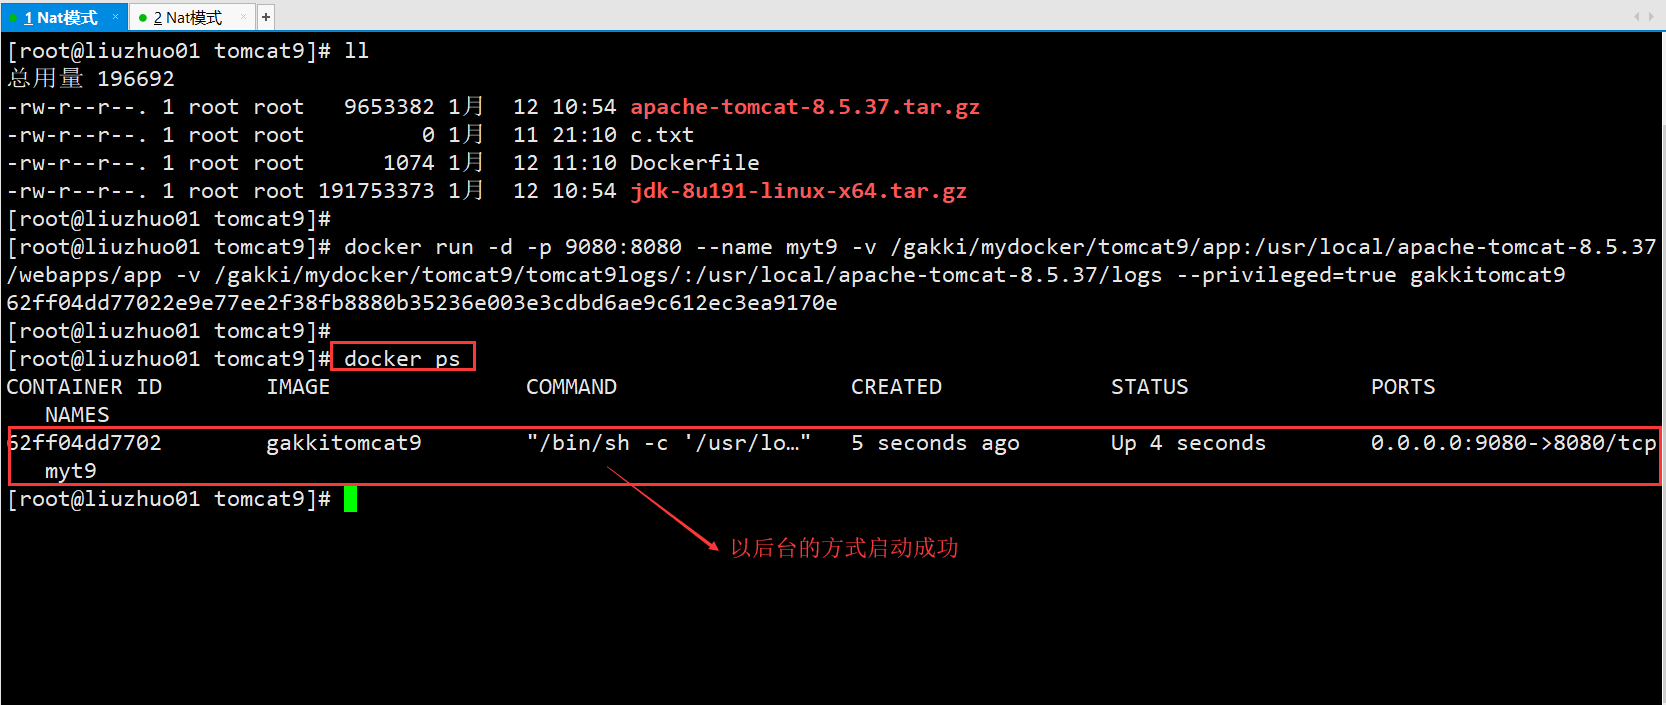 1 Nat模式 × 2 Nat模式 × +
[root@liuzhuo01 tomcat9]# ll
总用量 196692
-rw-r--r--. 1 root root   9653382 1月  12 10:54 apache-tomcat-8.5.37.tar.gz
-rw-r--r--. 1 root root         0 1月  11 21:10 c.txt
-rw-r--r--. 1 root root      1074 1月  12 11:10 Dockerfile
-rw-r--r--. 1 root root 191753373 1月  12 10:54 jdk-8u191-linux-x64.tar.gz
[root@liuzhuo01 tomcat9]#
[root@liuzhuo01 tomcat9]# docker run -d -p 9080:8080 --name myt9 -v /gakki/mydocker/tomcat9/app:/usr/local/apache-tomcat-8.5.37
/webapps/app -v /gakki/mydocker/tomcat9/tomcat9logs/:/usr/local/apache-tomcat-8.5.37/logs --privileged=true gakkitomcat9
62ff04dd77022e9e77ee2f38fb8880b35236e003e3cdbd6ae9c612ec3ea9170e
[root@liuzhuo01 tomcat9]#
[root@liuzhuo01 tomcat9]# docker ps
CONTAINER ID        IMAGE               COMMAND                  CREATED             STATUS              PORTS
   NAMES
62ff04dd7702        gakkitomcat9        "/bin/sh -c '/usr/lo…"   5 seconds ago       Up 4 seconds        0.0.0.0:9080->8080/tcp
   myt9
[root@liuzhuo01 tomcat9]#
以后台的方式启动成功